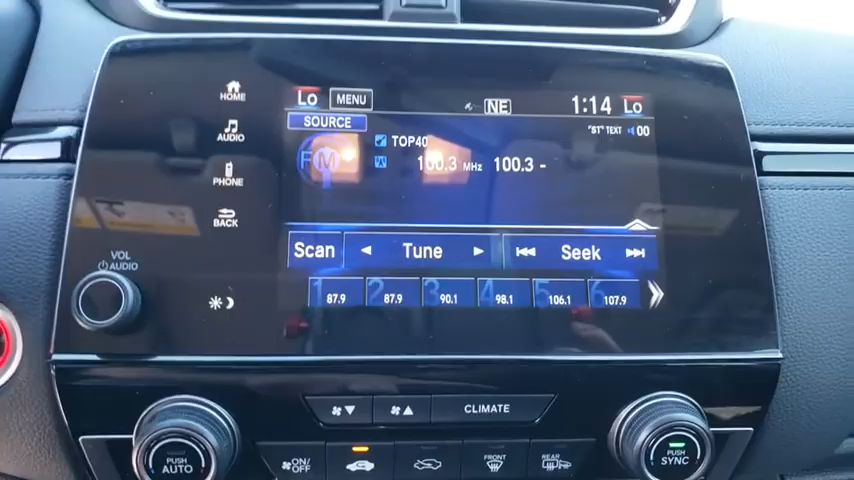 HOME
AUDIO
PHONE
BACK
VOL
AUDIO
Lo MENU NE 1:14 Lo
SOURCE "ST" TEXT 00
FM TOP40
100.3 MHz 100.3 -
Scan Tune Seek
1 87.9 2 87.9 3 90.1 4 98.1 5 106.1 6 107.9
CLIMATE
PUSH AUTO
ON/OFF
FRONT
REAR
PUSH SYNC